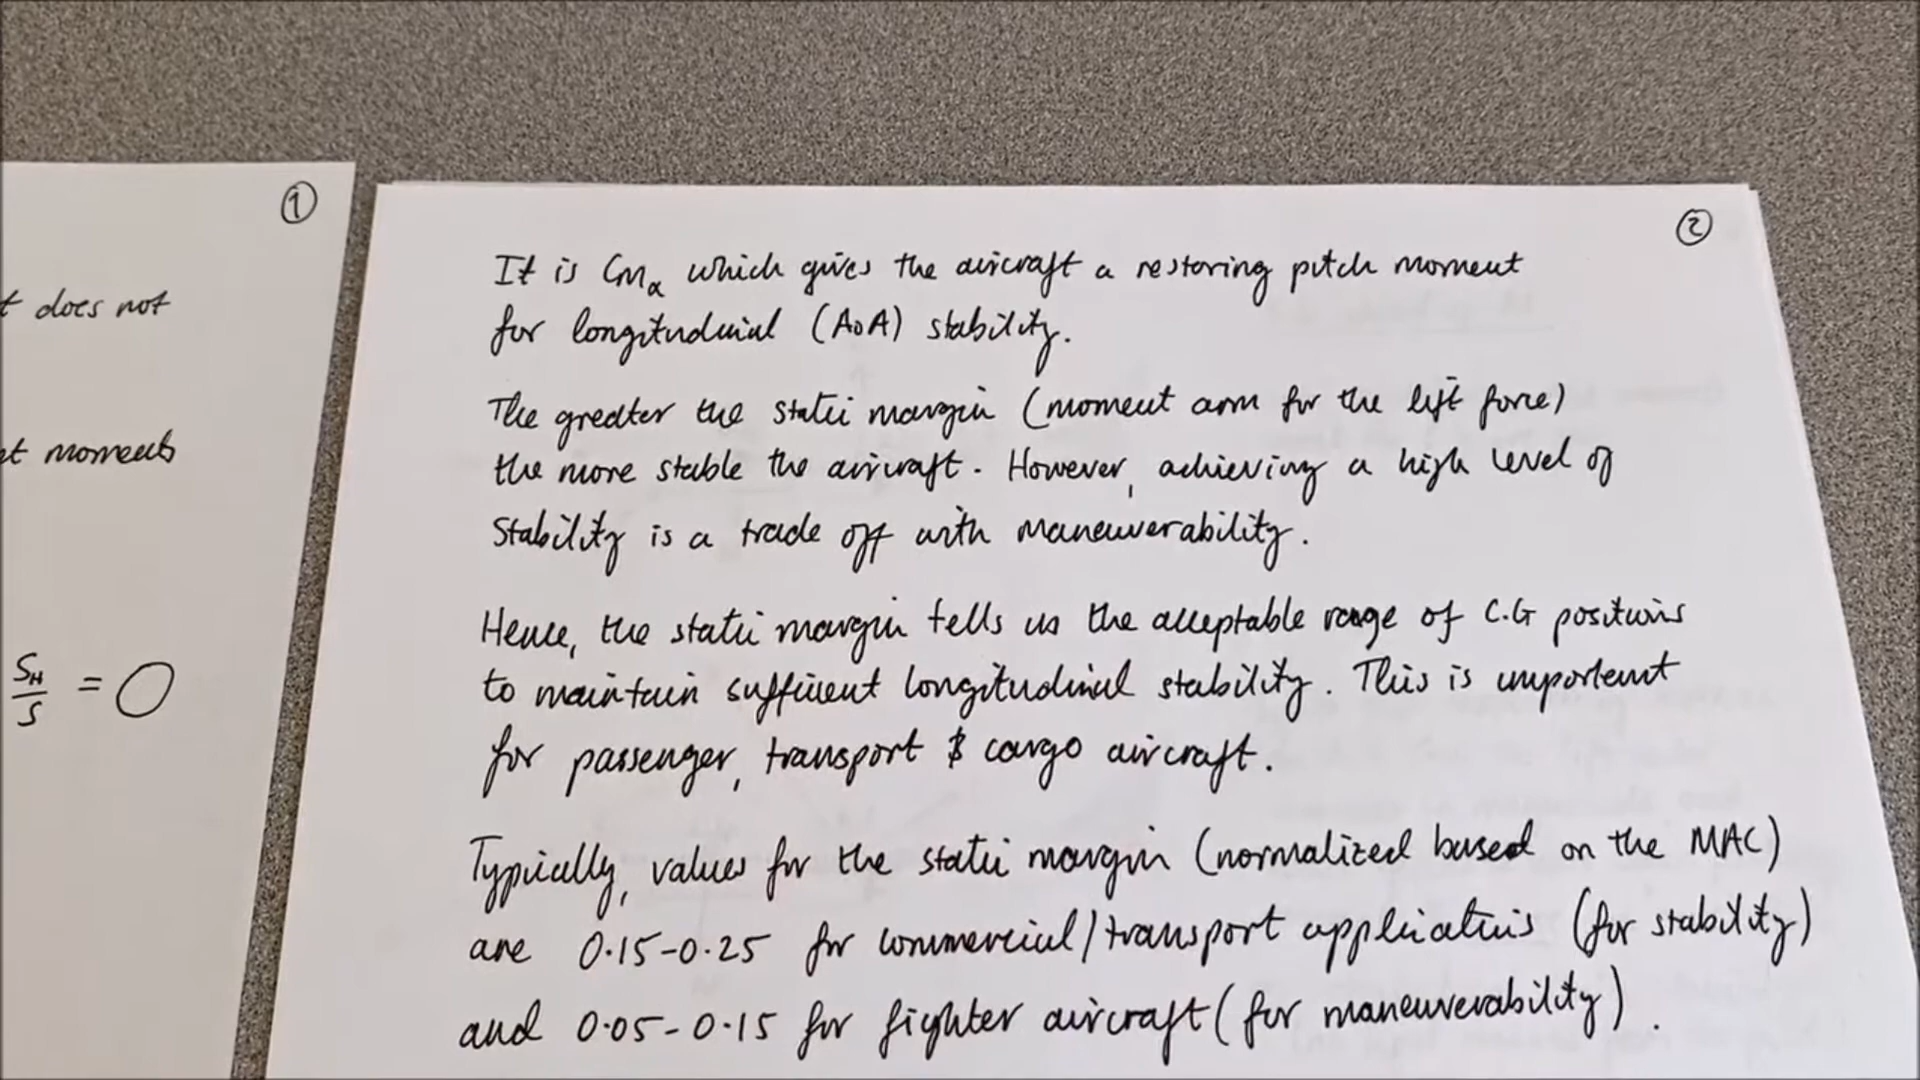 ①
t does not
t moments
S_H
/ S = 0
②
It is CM_α which gives the aircraft a restoring pitch moment
for longitudinal (AoA) stability.
The greater the static margin (moment arm for the lift force)
the more stable the aircraft. However, achieving a high level of
stability is a trade off with maneuverability.
Hence, the static margin tells us the acceptable range of C.G positions
to maintain sufficient longitudinal stability. This is important
for passenger, transport & cargo aircraft.
Typically, values for the static margin (normalized based on the MAC)
are 0.15-0.25 for commercial/transport applications (for stability)
and 0.05-0.15 for fighter aircraft (for maneuverability).